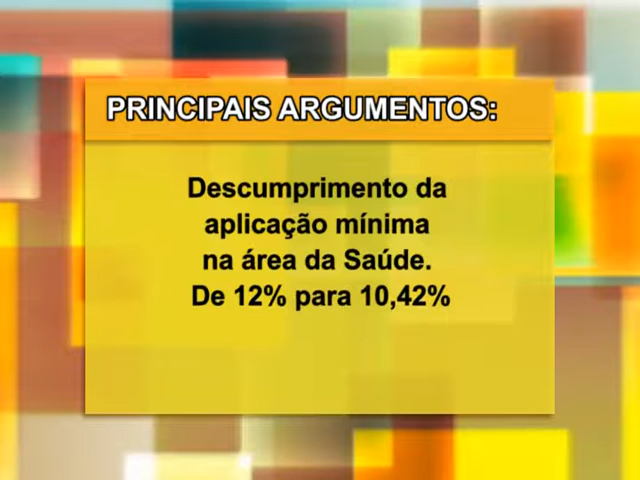 PRINCIPAIS ARGUMENTOS:
Descumprimento da
aplicação mínima
na área da Saúde.
De 12% para 10,42%